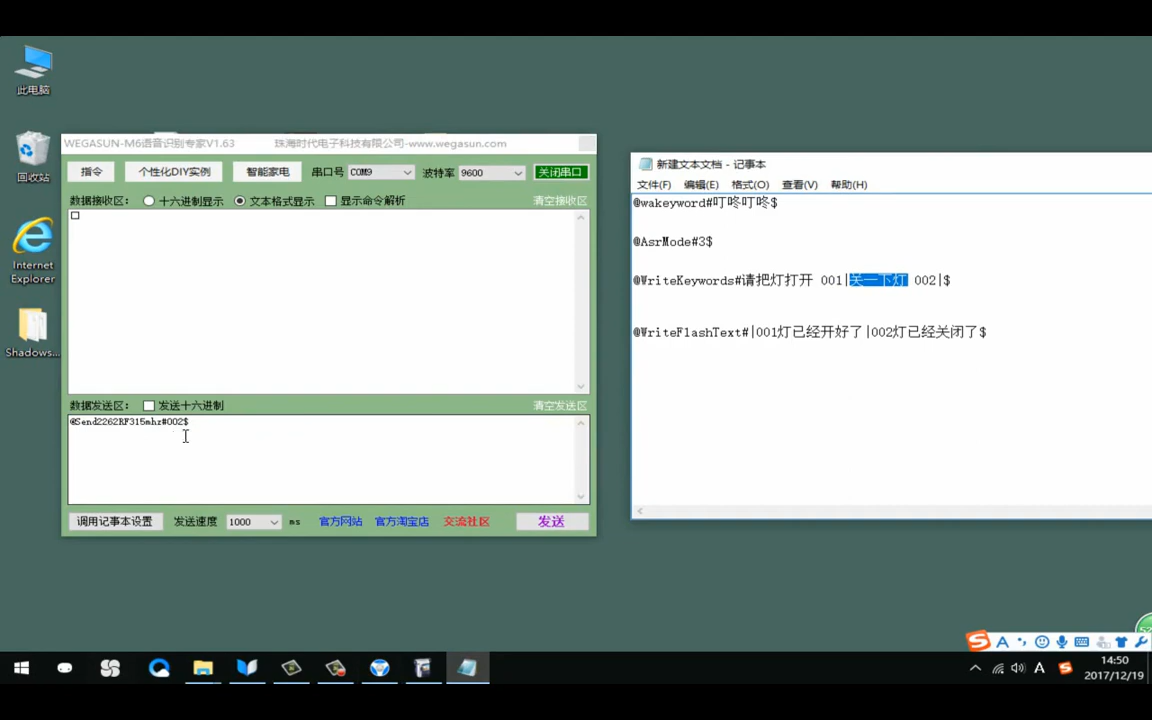 此电脑
回收站
Internet
Explorer
Shadows...
WEGASUN-M6语音识别专家V1.63 珠海时代电子科技有限公司-www.wegasun.com
指令 个性化DIY实例 智能家电 串口号 COM9 波特率 9600 关闭串口
数据接收区: 十六进制显示 文本格式显示 显示命令解析 清空接收区
数据发送区: 发送十六进制 清空发送区
@Send2262RF315mhz#002$
调用记事本设置 发送速度 1000 ms 官方网站 官方淘宝店 交流社区 发送
新建文本文档 - 记事本
文件(F) 编辑(E) 格式(O) 查看(V) 帮助(H)
@wakeyword#叮咚叮咚$
@AsrMode#3$
@WriteKeywords#请把灯打开 001|关一下灯 002|$
@WriteFlashText#|001灯已经开好了|002灯已经关闭了$
A
A
14:50
2017/12/19